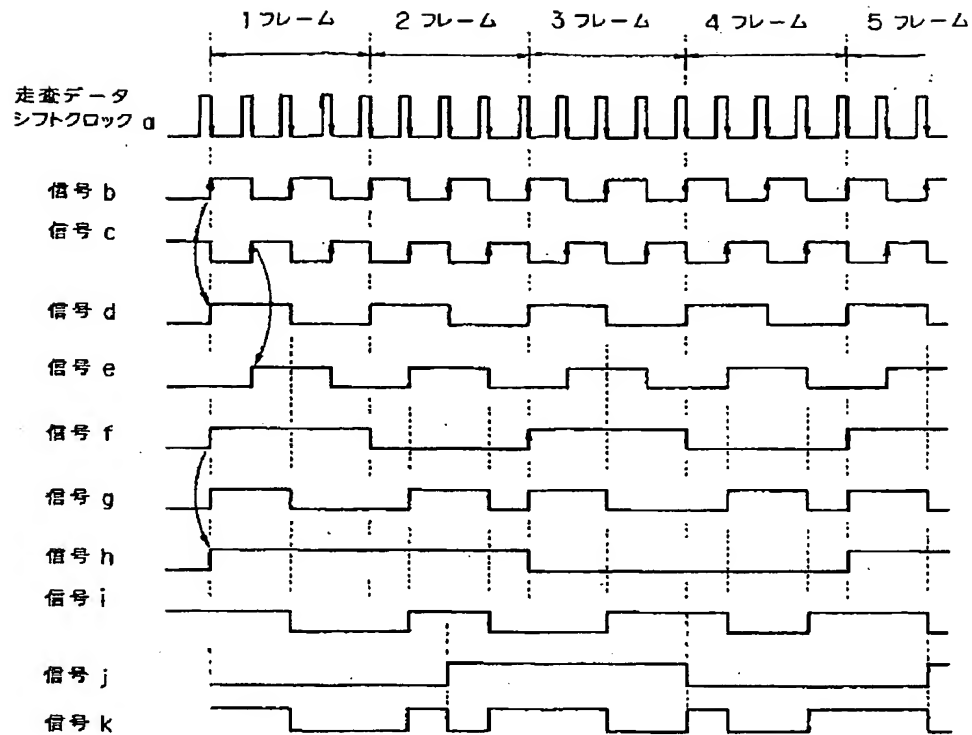 1 フレーム 2 フレーム 3 フレーム 4 フレーム 5 フレーム
走査データ
シフトクロック a
信号 b
信号 c
信号 d
信号 e
信号 f
信号 g
信号 h
信号 i
信号 j
信号 k